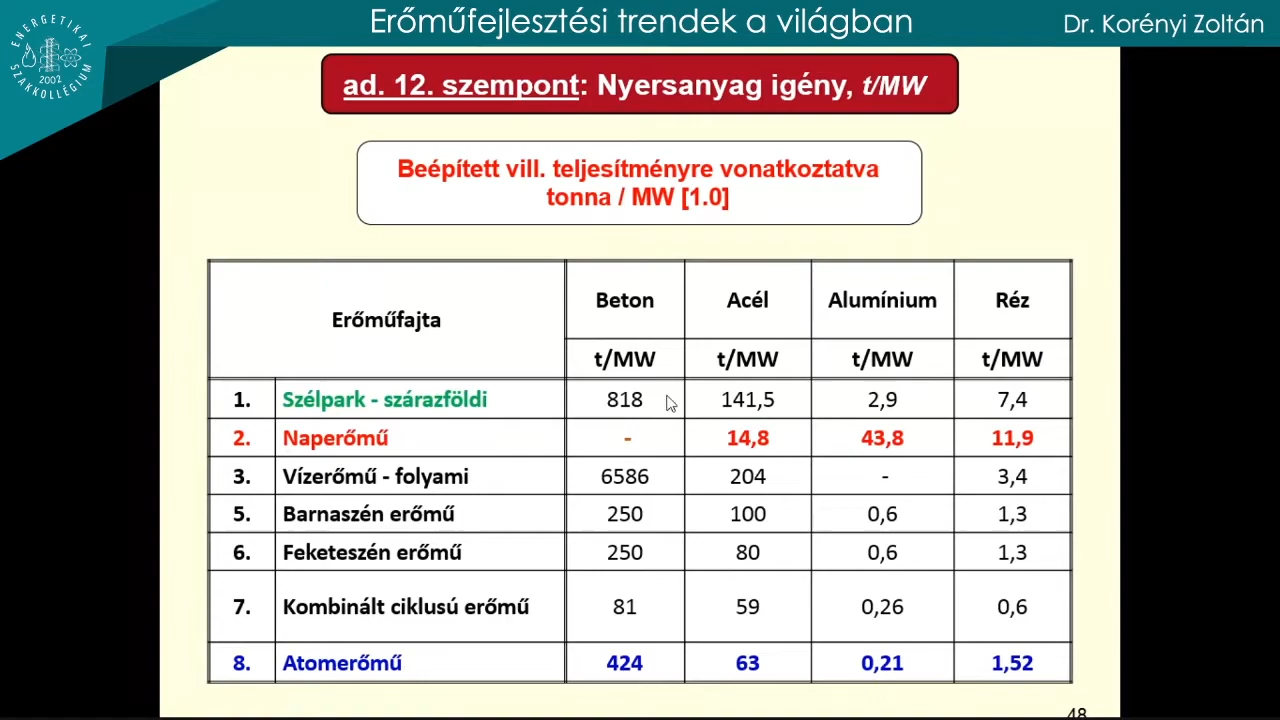 ENERGETIKAI
SZAKKOLLÉGIUM
2002
Erőműfejlesztési trendek a világban
Dr. Korényi Zoltán
ad. 12. szempont: Nyersanyag igény, t/MW
Beépített vill. teljesítményre vonatkoztatva
tonna / MW [1.0]
Erőműfajta Beton Acél Alumínium Réz
t/MW t/MW t/MW t/MW
1. Szélpark - szárazföldi 818 141,5 2,9 7,4
2. Naperőmű - 14,8 43,8 11,9
3. Vízerőmű - folyami 6586 204 - 3,4
5. Barnaszén erőmű 250 100 0,6 1,3
6. Feketeszén erőmű 250 80 0,6 1,3
7. Kombinált ciklusú erőmű 81 59 0,26 0,6
8. Atomerőmű 424 63 0,21 1,52
48